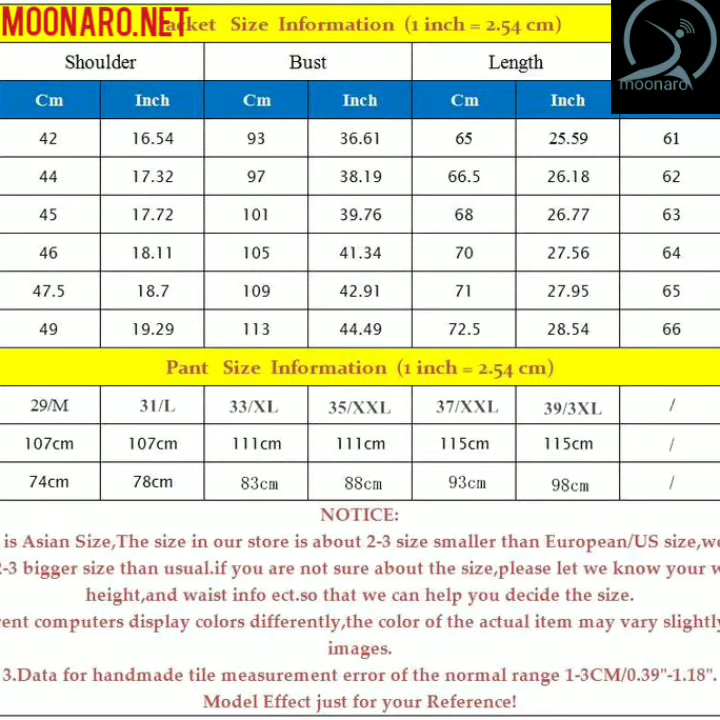 MOONARO.NET
cket Size Information (1 inch = 2.54 cm)
moonaro
Shoulder Bust Length
Cm Inch Cm Inch Cm Inch
42 16.54 93 36.61 65 25.59 61
44 17.32 97 38.19 66.5 26.18 62
45 17.72 101 39.76 68 26.77 63
46 18.11 105 41.34 70 27.56 64
47.5 18.7 109 42.91 71 27.95 65
49 19.29 113 44.49 72.5 28.54 66
Pant Size Information (1 inch = 2.54 cm)
29/M 31/L 33/XL 35/XXL 37/XXL 39/3XL /
107cm 107cm 111cm 111cm 115cm 115cm /
74cm 78cm 83cm 88cm 93cm 98cm /
NOTICE:
is Asian Size,The size in our store is about 2-3 size smaller than European/US size,we
-3 bigger size than usual.if you are not sure about the size,please let we know your w
height,and waist info ect.so that we can help you decide the size.
rent computers display colors differently,the color of the actual item may vary slightly
images.
3.Data for handmade tile measurement error of the normal range 1-3CM/0.39"-1.18".
Model Effect just for your Reference!